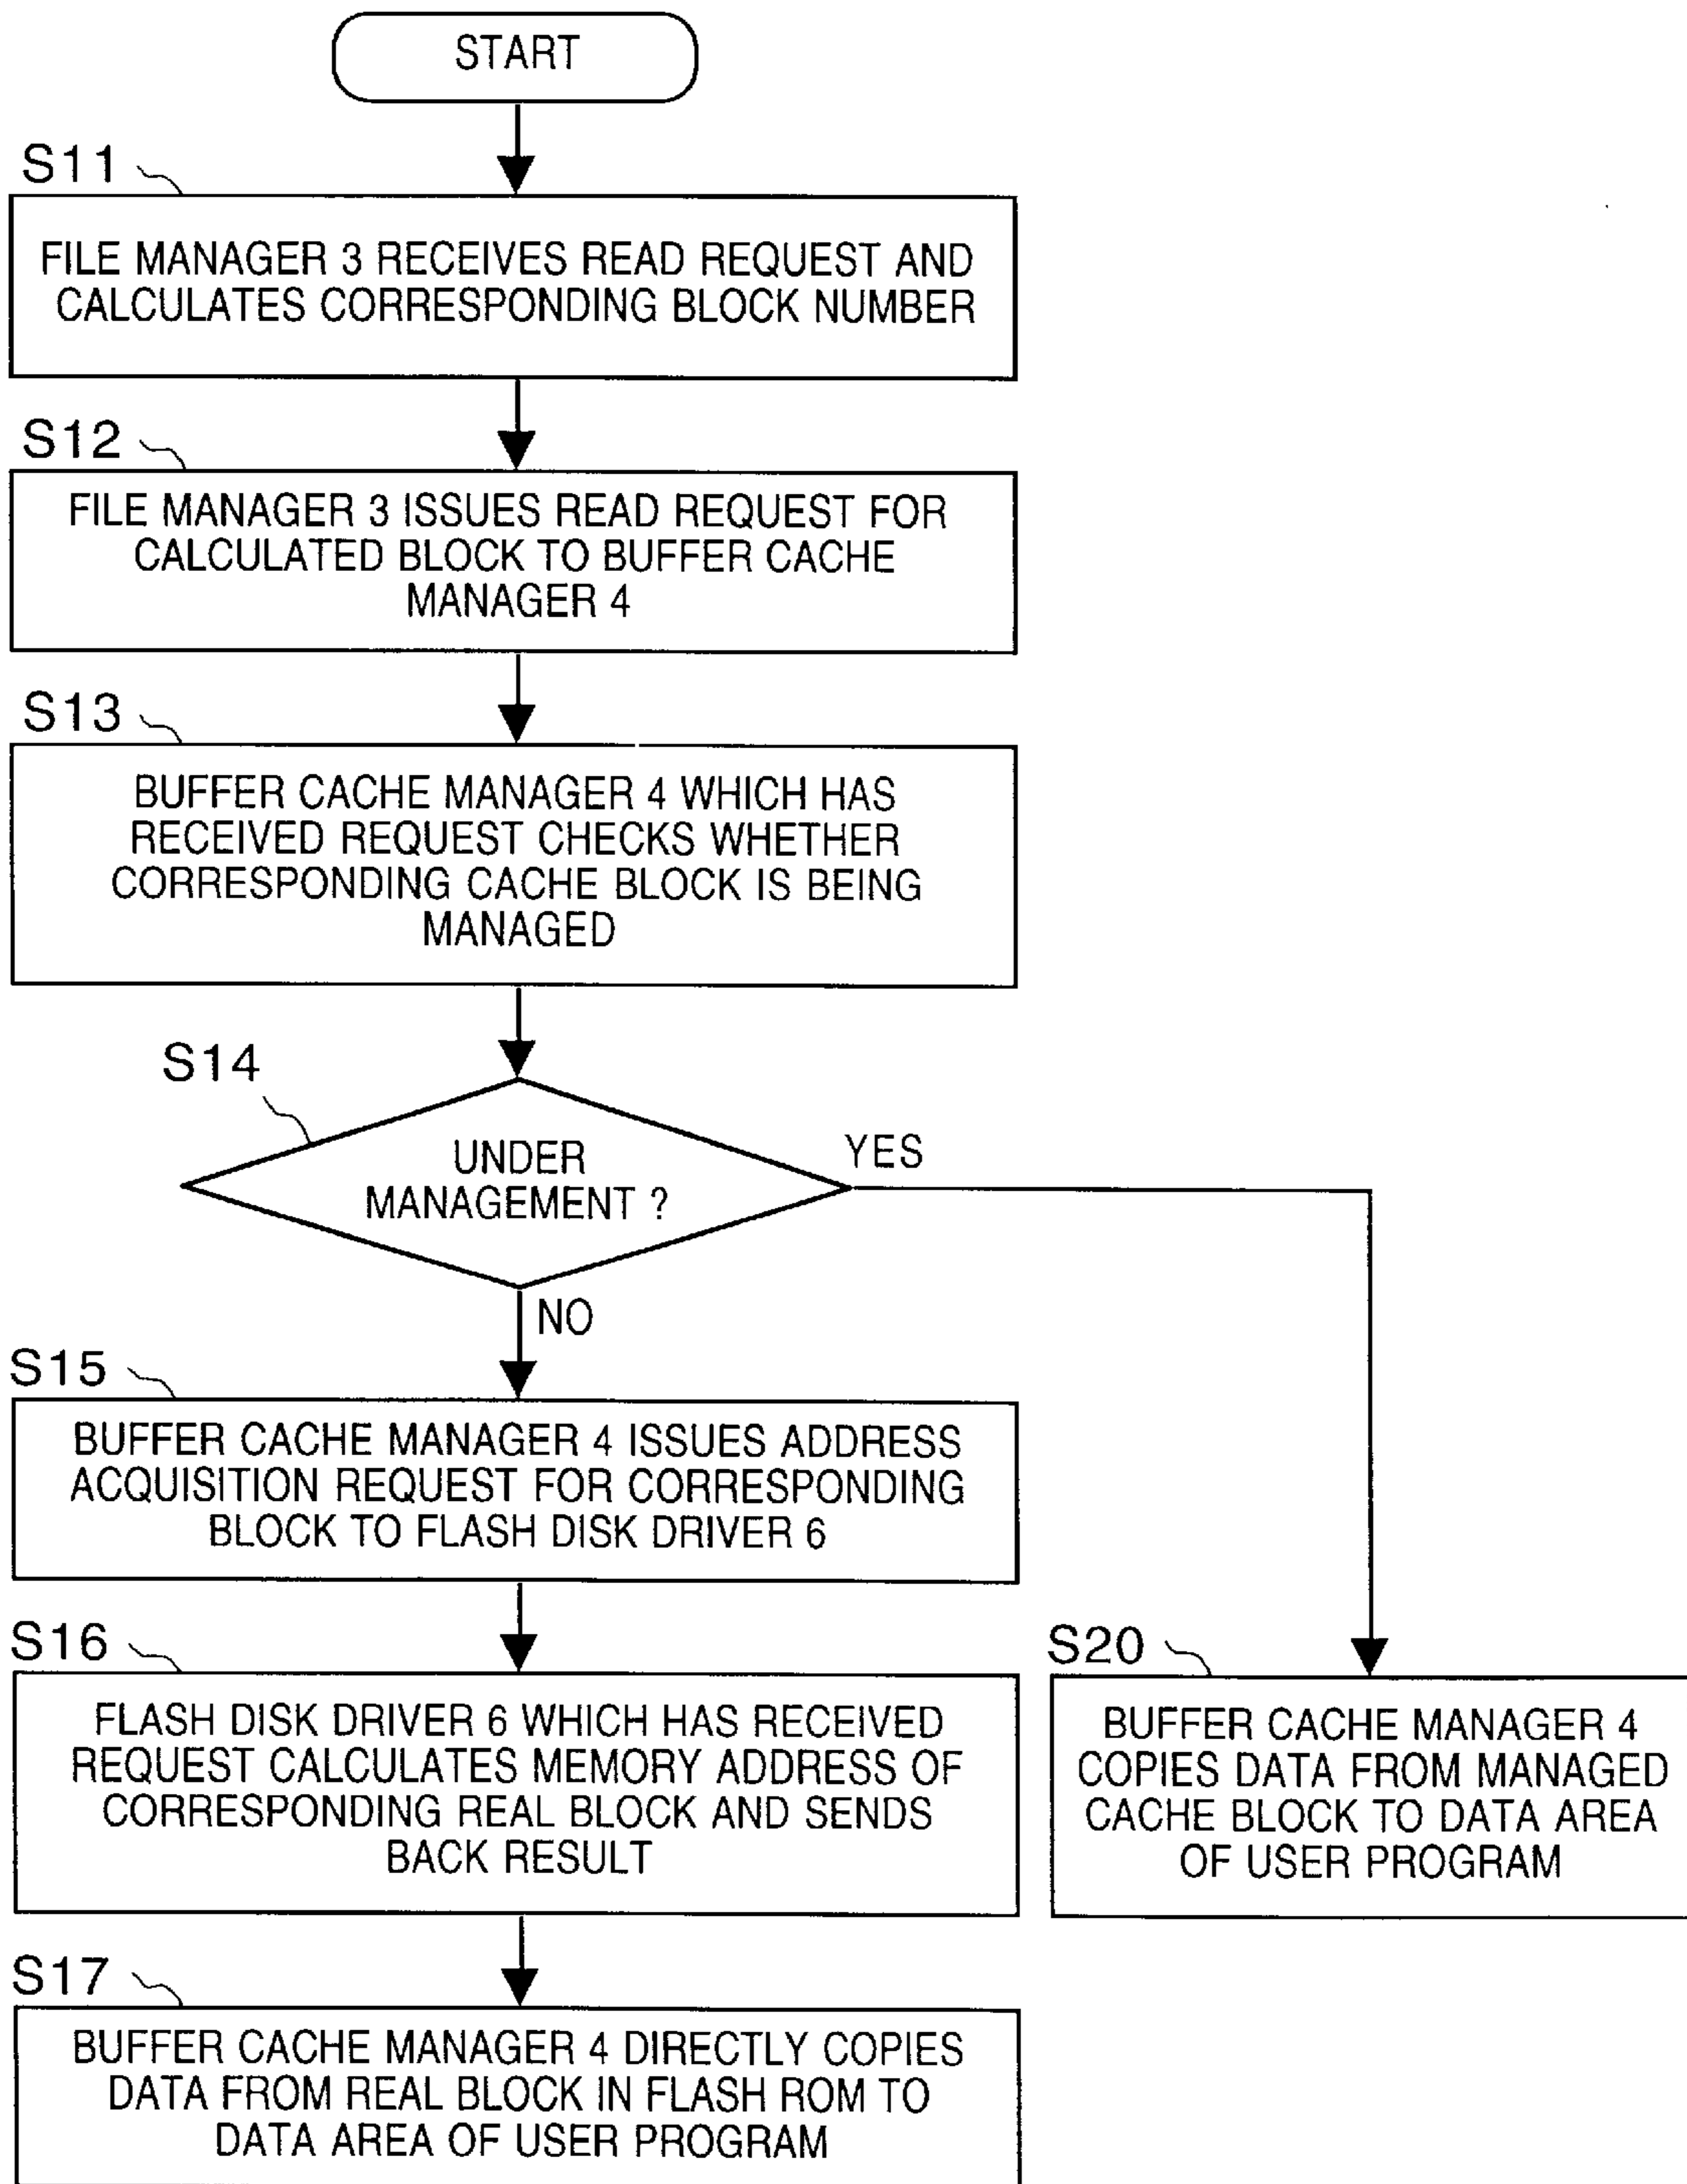 START
S11
FILE MANAGER 3 RECEIVES READ REQUEST AND
CALCULATES CORRESPONDING BLOCK NUMBER
S12
FILE MANAGER 3 ISSUES READ REQUEST FOR
CALCULATED BLOCK TO BUFFER CACHE
MANAGER 4
S13
BUFFER CACHE MANAGER 4 WHICH HAS
RECEIVED REQUEST CHECKS WHETHER
CORRESPONDING CACHE BLOCK IS BEING
MANAGED
S14
UNDER
MANAGEMENT ?
YES
NO
S15
BUFFER CACHE MANAGER 4 ISSUES ADDRESS
ACQUISITION REQUEST FOR CORRESPONDING
BLOCK TO FLASH DISK DRIVER 6
S16
FLASH DISK DRIVER 6 WHICH HAS RECEIVED
REQUEST CALCULATES MEMORY ADDRESS OF
CORRESPONDING REAL BLOCK AND SENDS
BACK RESULT
S20
BUFFER CACHE MANAGER 4
COPIES DATA FROM MANAGED
CACHE BLOCK TO DATA AREA
OF USER PROGRAM
S17
BUFFER CACHE MANAGER 4 DIRECTLY COPIES
DATA FROM REAL BLOCK IN FLASH ROM TO
DATA AREA OF USER PROGRAM